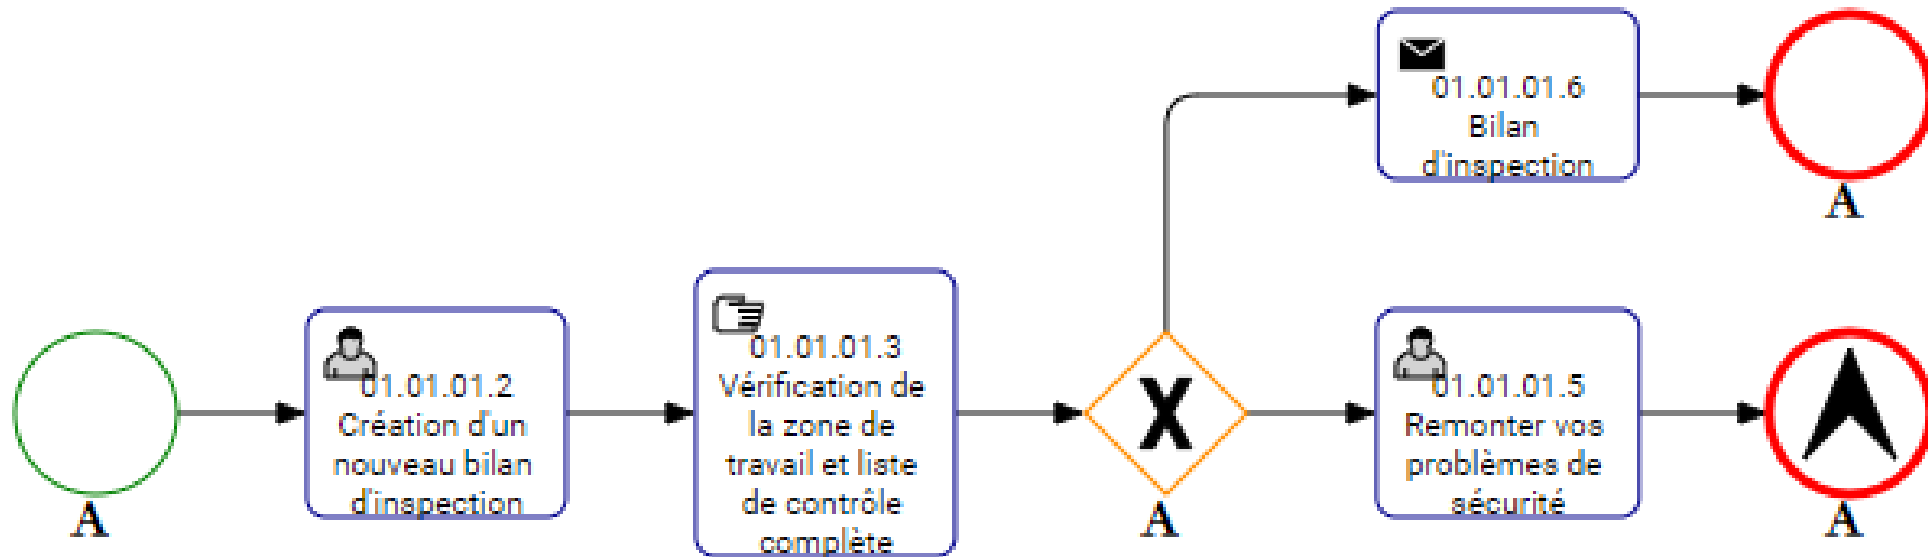 01.01.01.6
Bilan
d'inspection
A
01.01.01.2
Création d'un
nouveau bilan
d'inspection
A
01.01.01.3
Vérification de
la zone de
travail et liste
de contrôle
complète
X
A
01.01.01.5
Remonter vos
problèmes de
sécurité
A